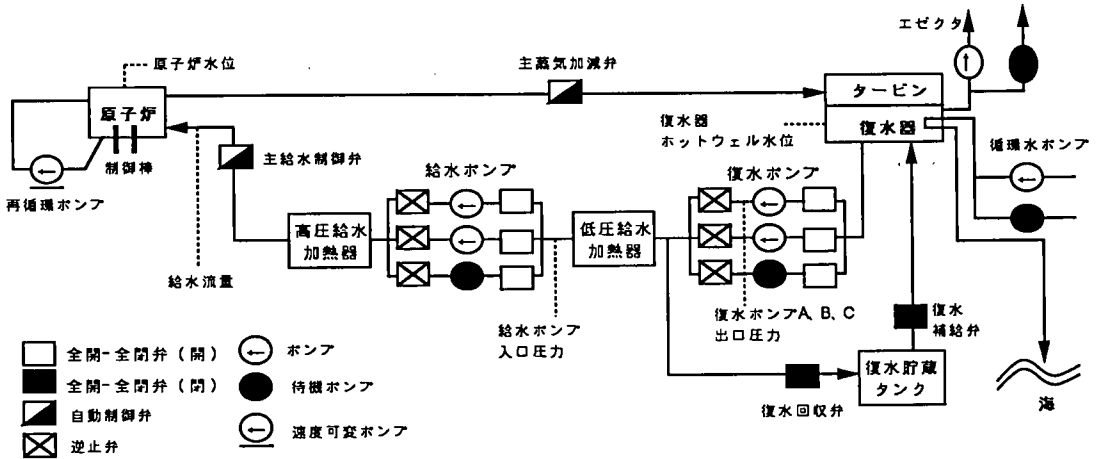 エゼクタ
原子炉水位
主蒸気加減弁
タービン
原子炉
復水器
ホットウェル水位
復水器
循環水ポンプ
制御棒
主給水制御弁
給水ポンプ
復水ポンプ
再循環ポンプ
高圧給水
加熱器
低圧給水
加熱器
給水流量
給水ポンプ
入口圧力
復水ポンプA、B、C
出口圧力
復水
補給弁
全開-全閉弁（開）
ポンプ
全開-全閉弁（閉）
待機ポンプ
復水貯蔵
タンク
自動制御弁
復水回収弁
海
速度可変ポンプ
逆止弁